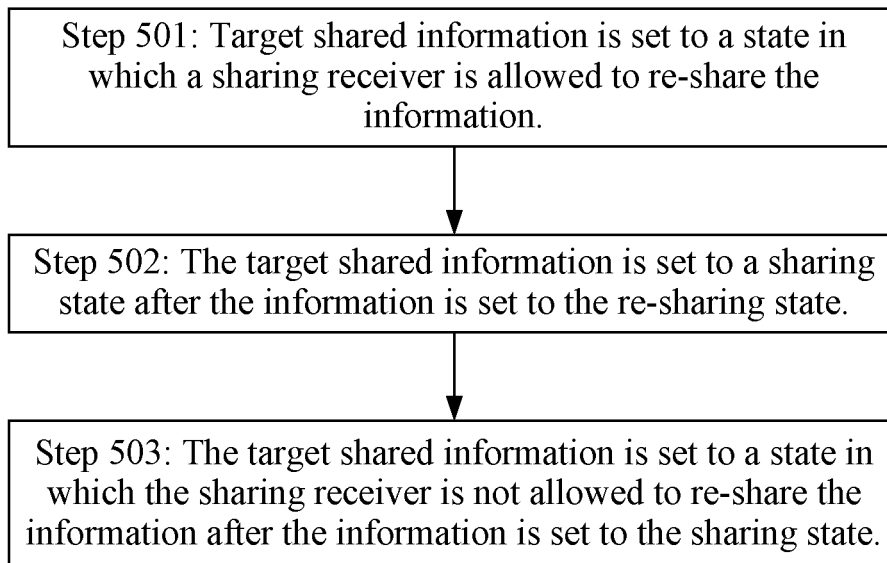 Step 501: Target shared information is set to a state in
which a sharing receiver is allowed to re-share the
information.
Step 502: The target shared information is set to a sharing
state after the information is set to the re-sharing state.
Step 503: The target shared information is set to a state in
which the sharing receiver is not allowed to re-share the
information after the information is set to the sharing state.